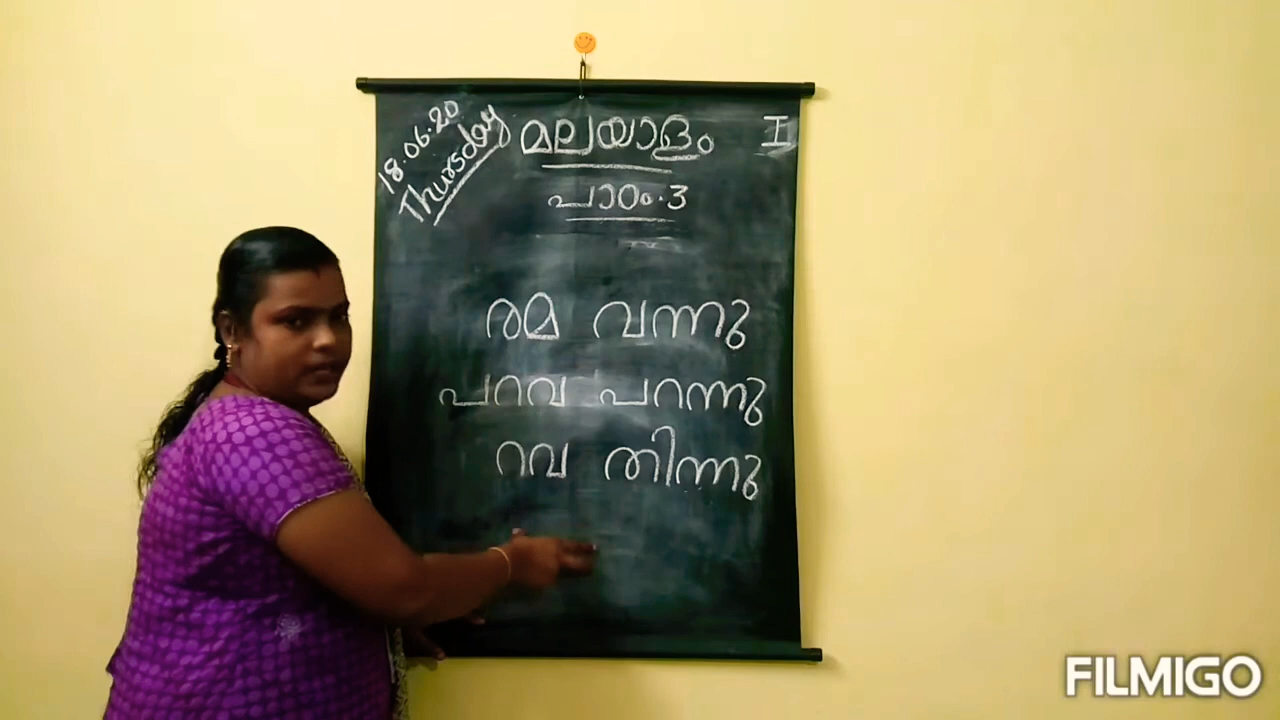 18.06.20
Thursday
മലയാളം
I
പാഠം.3
രമ വന്നു
പറവ പറന്നു
റവ തിന്നു
FILMIGO